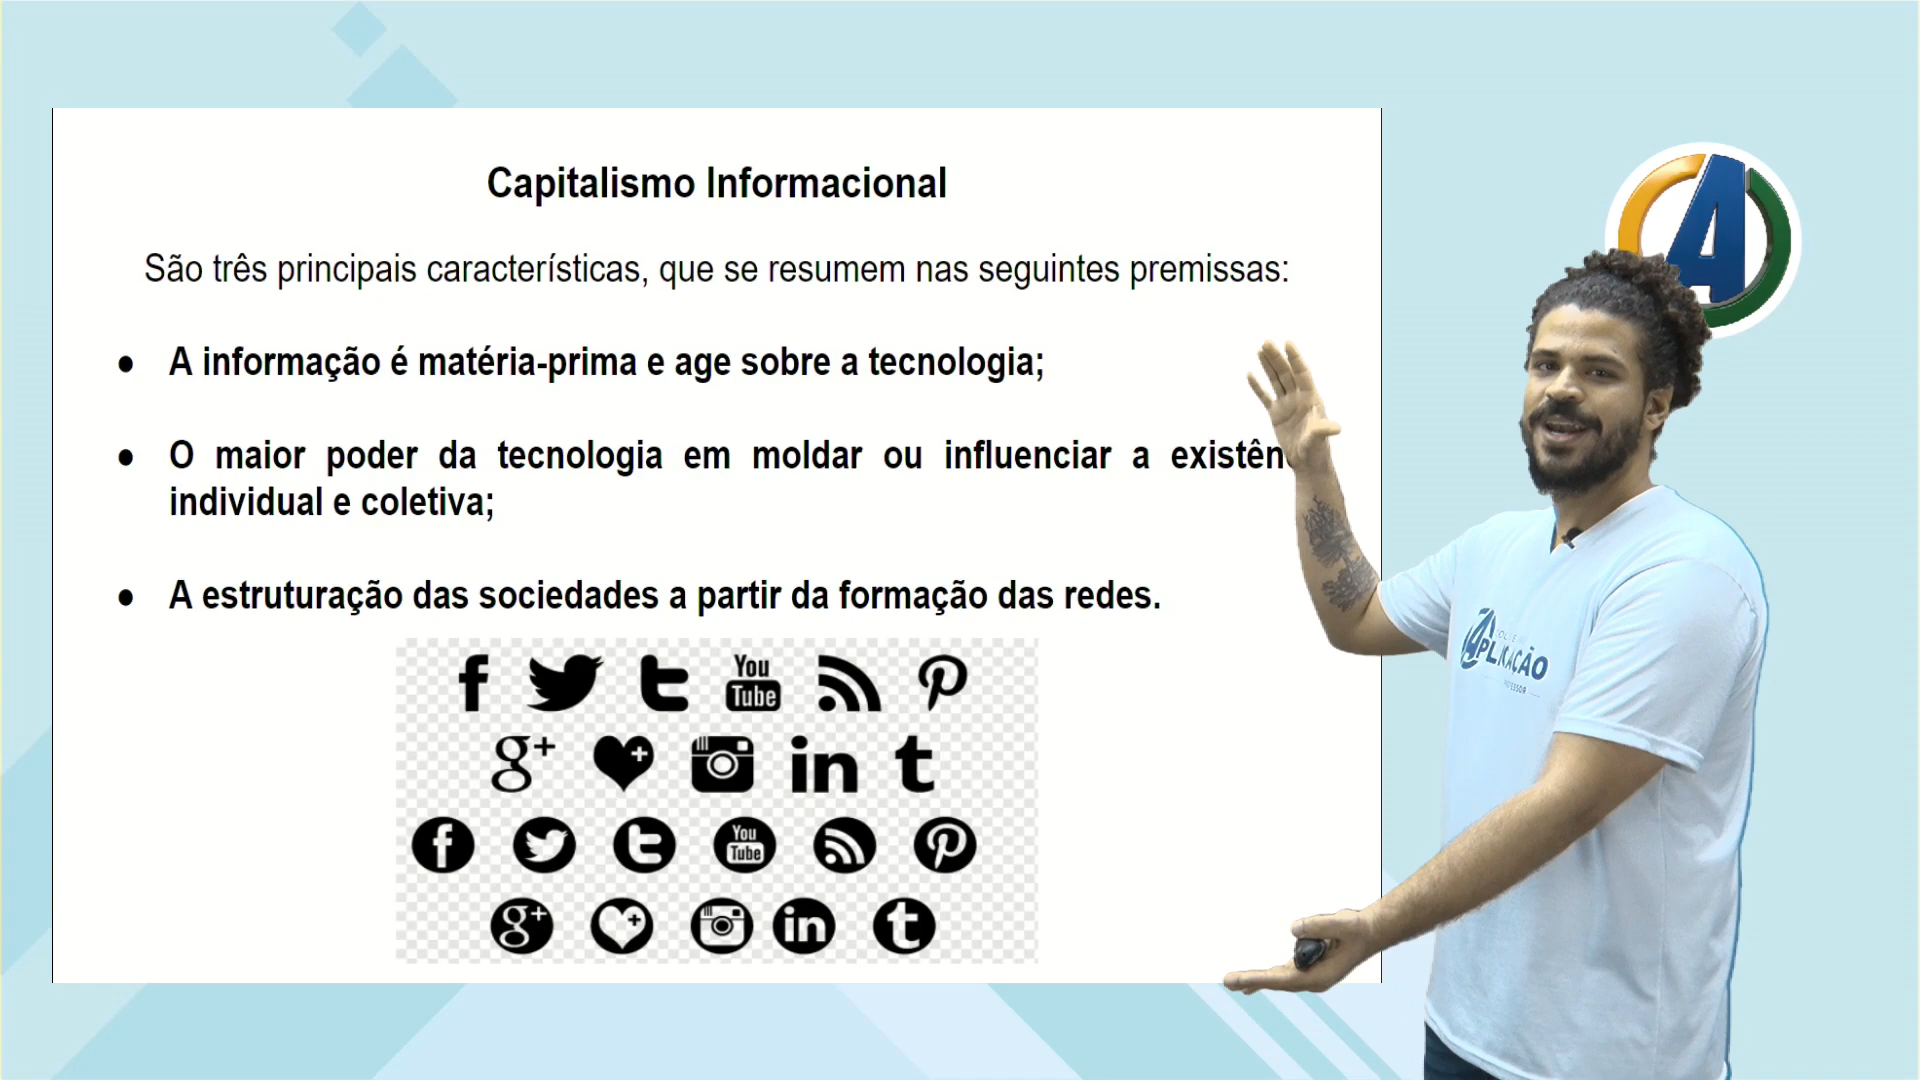 Capitalismo Informacional
São três principais características, que se resumem nas seguintes premissas:
● A informação é matéria-prima e age sobre a tecnologia;
● O maior poder da tecnologia em moldar ou influenciar a
individual e coletiva;
● A estruturação das sociedades a partir da formação das redes.
You
Tube
g+
in
t
You
Tube
g+
in
t
A
APLICAÇÃO